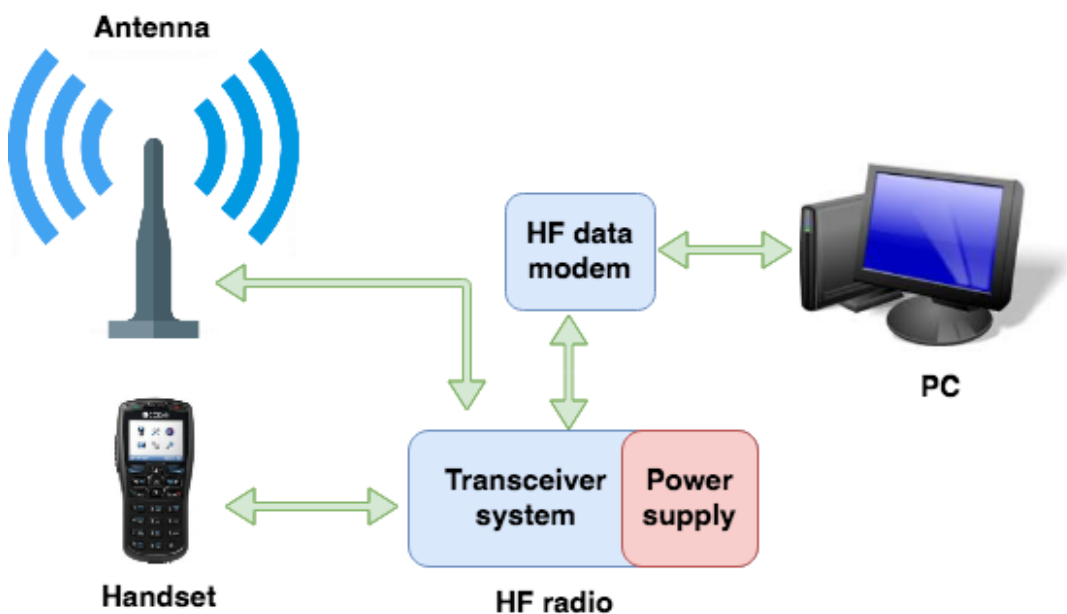 Antenna
HF data
modem
PC
Transceiver
system
Power
supply
Handset
HF radio